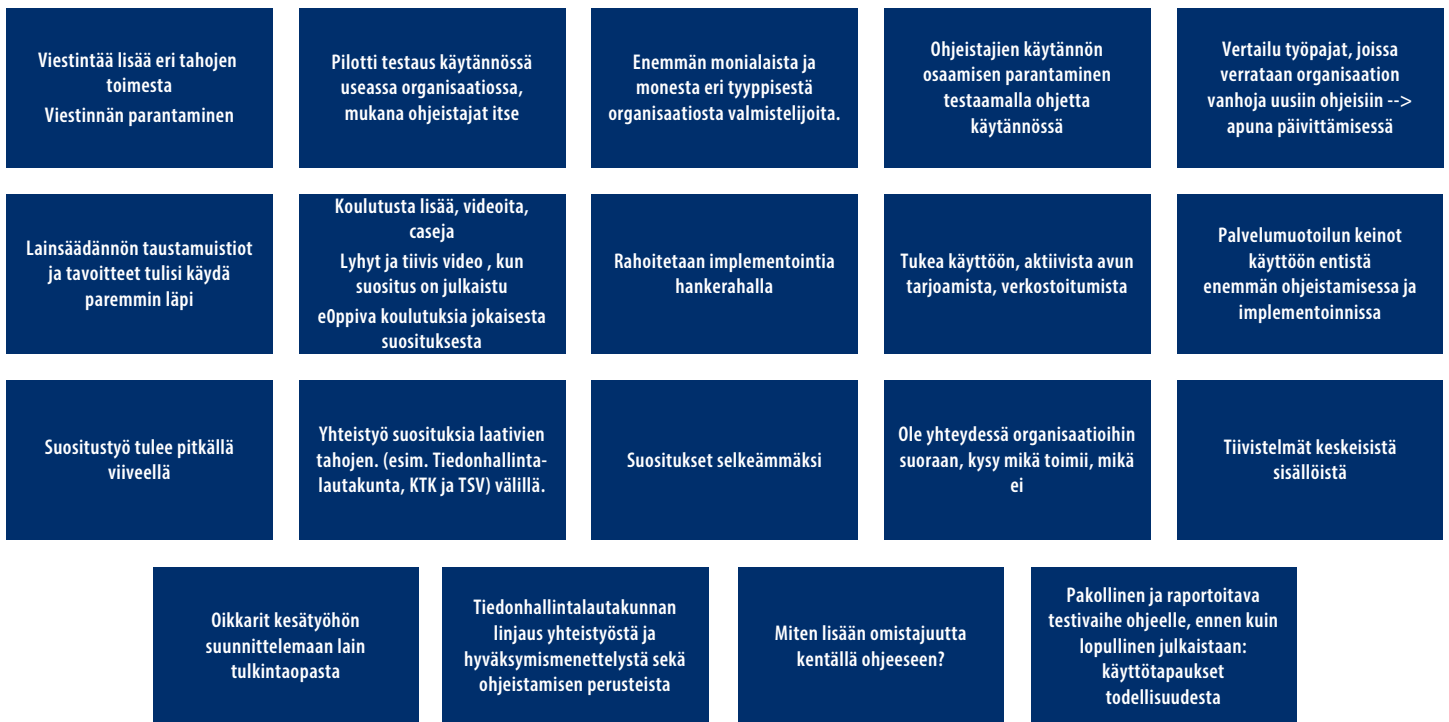 Viestintää lisää eri tahojen
toimesta
Viestinnän parantaminen
Pilotti testaus käytännössä
useassa organisaatiossa,
mukana ohjeistajat itse
Enemmän monialaista ja
monesta eri tyyppisestä
organisaatiosta valmistelijoita.
Ohjeistajien käytännön
osaamisen parantaminen
testaamalla ohjetta
käytännössä
Vertailu työpajat, joissa
verrataan organisaation
vanhoja uusiin ohjeisiin -->
apuna päivittämisessä
Lainsäädännön taustamuistiot
ja tavoitteet tulisi käydä
paremmin läpi
Koulutusta lisää, videoita,
caseja
Lyhyt ja tiivis video , kun
suositus on julkaistu
eOppiva koulutuksia jokaisesta
suosituksesta
Rahoitetaan implementointia
hankerahalla
Tukea käyttöön, aktiivista avun
tarjoamista, verkostoitumista
Palvelumuotoilun keinot
käyttöön entistä
enemmän ohjeistamisessa ja
implementoinnissa
Suositustyö tulee pitkällä
viiveellä
Yhteistyö suosituksia laativien
tahojen. (esim. Tiedonhallinta-
lautakunta, KTK ja TSV) välillä.
Suositukset selkeämmäksi
Ole yhteydessä organisaatioihin
suoraan, kysy mikä toimii, mikä
ei
Tiivistelmät keskeisistä
sisällöistä
Oikkarit kesätyöhön
suunnittelemaan lain
tulkintaopasta
Tiedonhallintalautakunnan
linjaus yhteistyöstä ja
hyväksymismenettelystä sekä
ohjeistamisen perusteista
Miten lisään omistajuutta
kentällä ohjeeseen?
Pakollinen ja raportoitava
testivaihe ohjeelle, ennen kuin
lopullinen julkaistaan:
käyttötapaukset
todellisuudesta